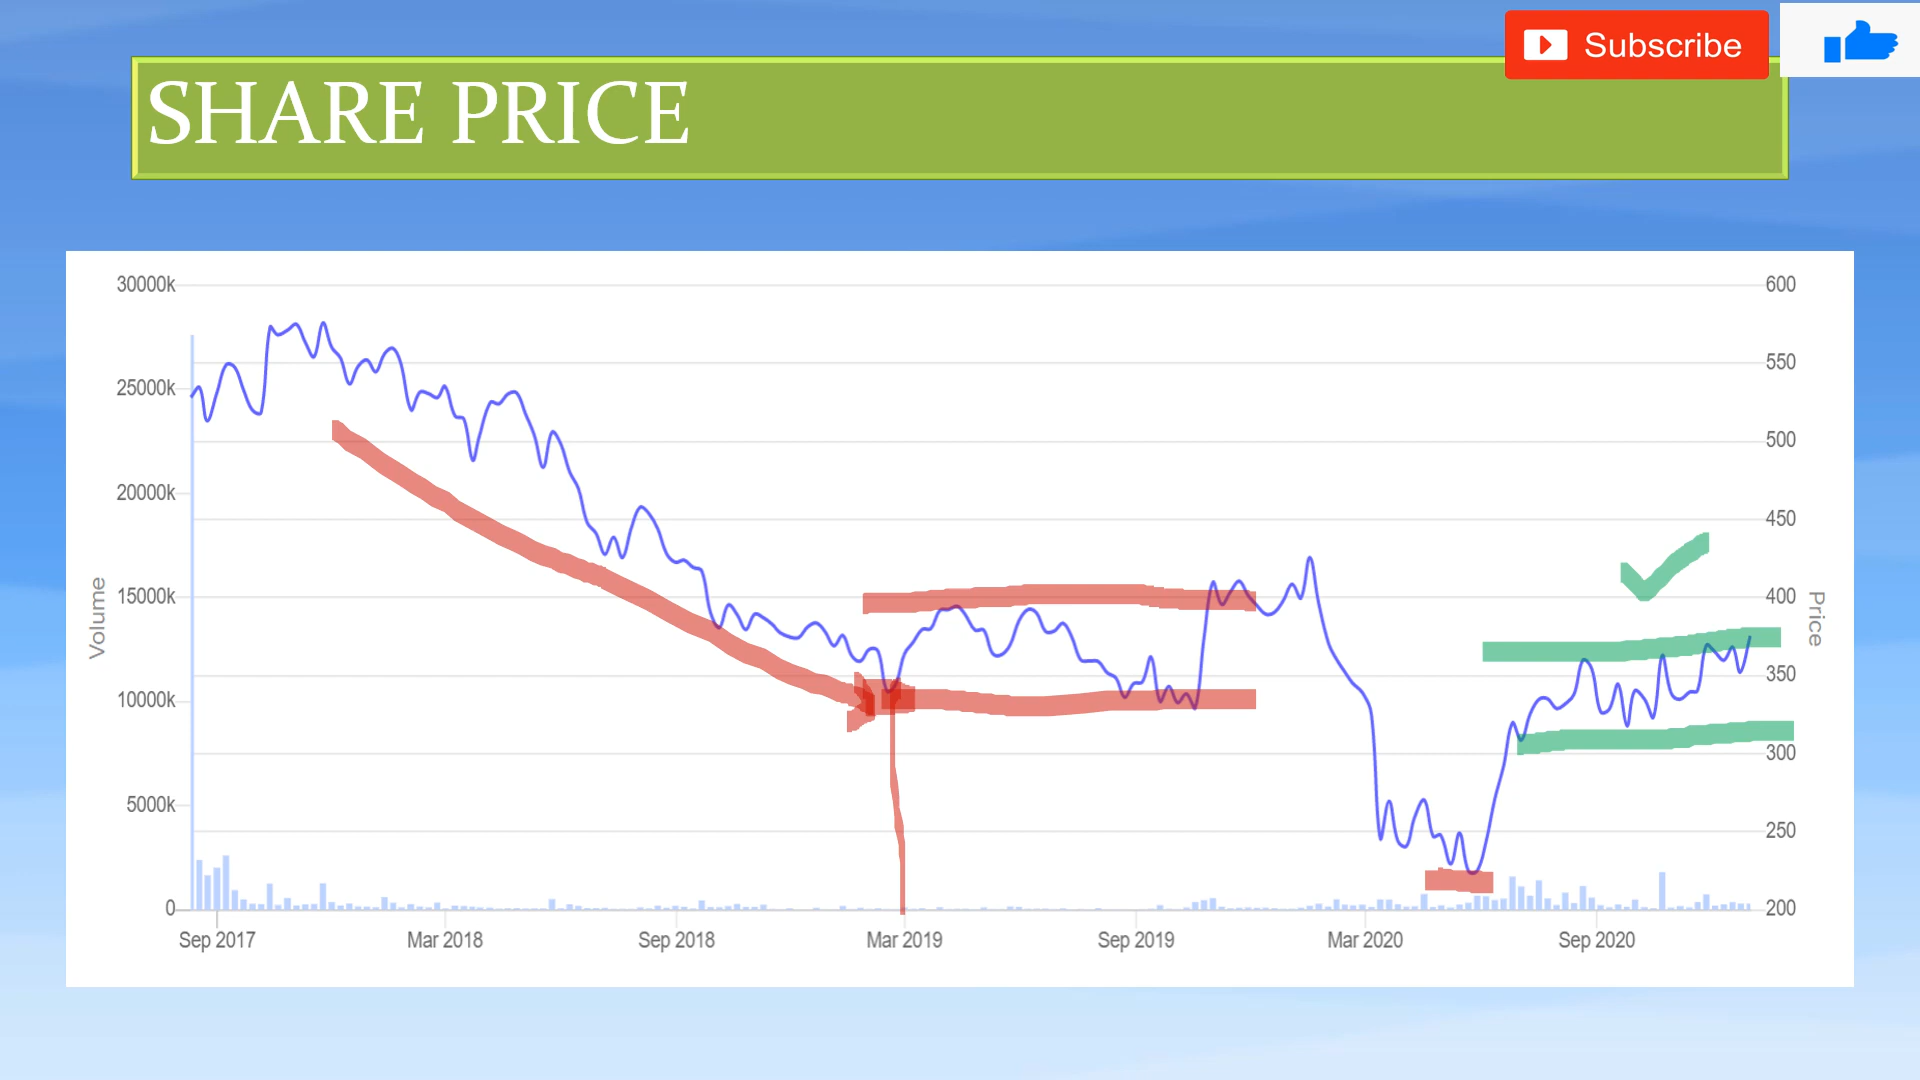 Subscribe
SHARE PRICE
30000k
25000k
20000k
15000k
10000k
5000k
0
Volume
600
550
500
450
400
350
300
250
200
Price
Sep 2017 Mar 2018 Sep 2018 Mar 2019 Sep 2019 Mar 2020 Sep 2020